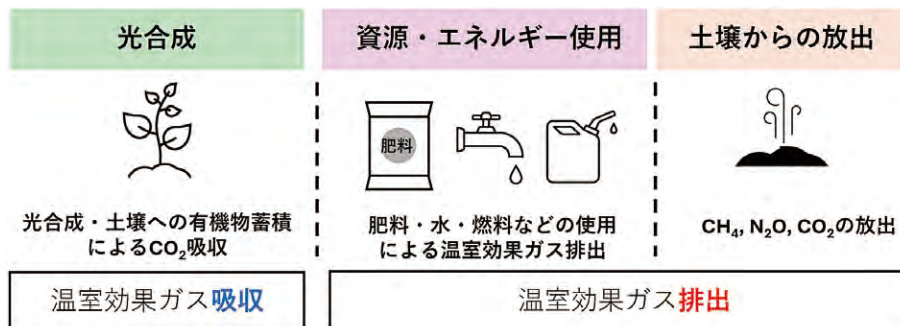 光合成
資源・エネルギー使用
土壌からの放出
肥料
光合成・土壌への有機物蓄積
によるCO₂吸収
肥料・水・燃料などの使用
による温室効果ガス排出
CH₄, N₂O, CO₂の放出
温室効果ガス吸収
温室効果ガス排出